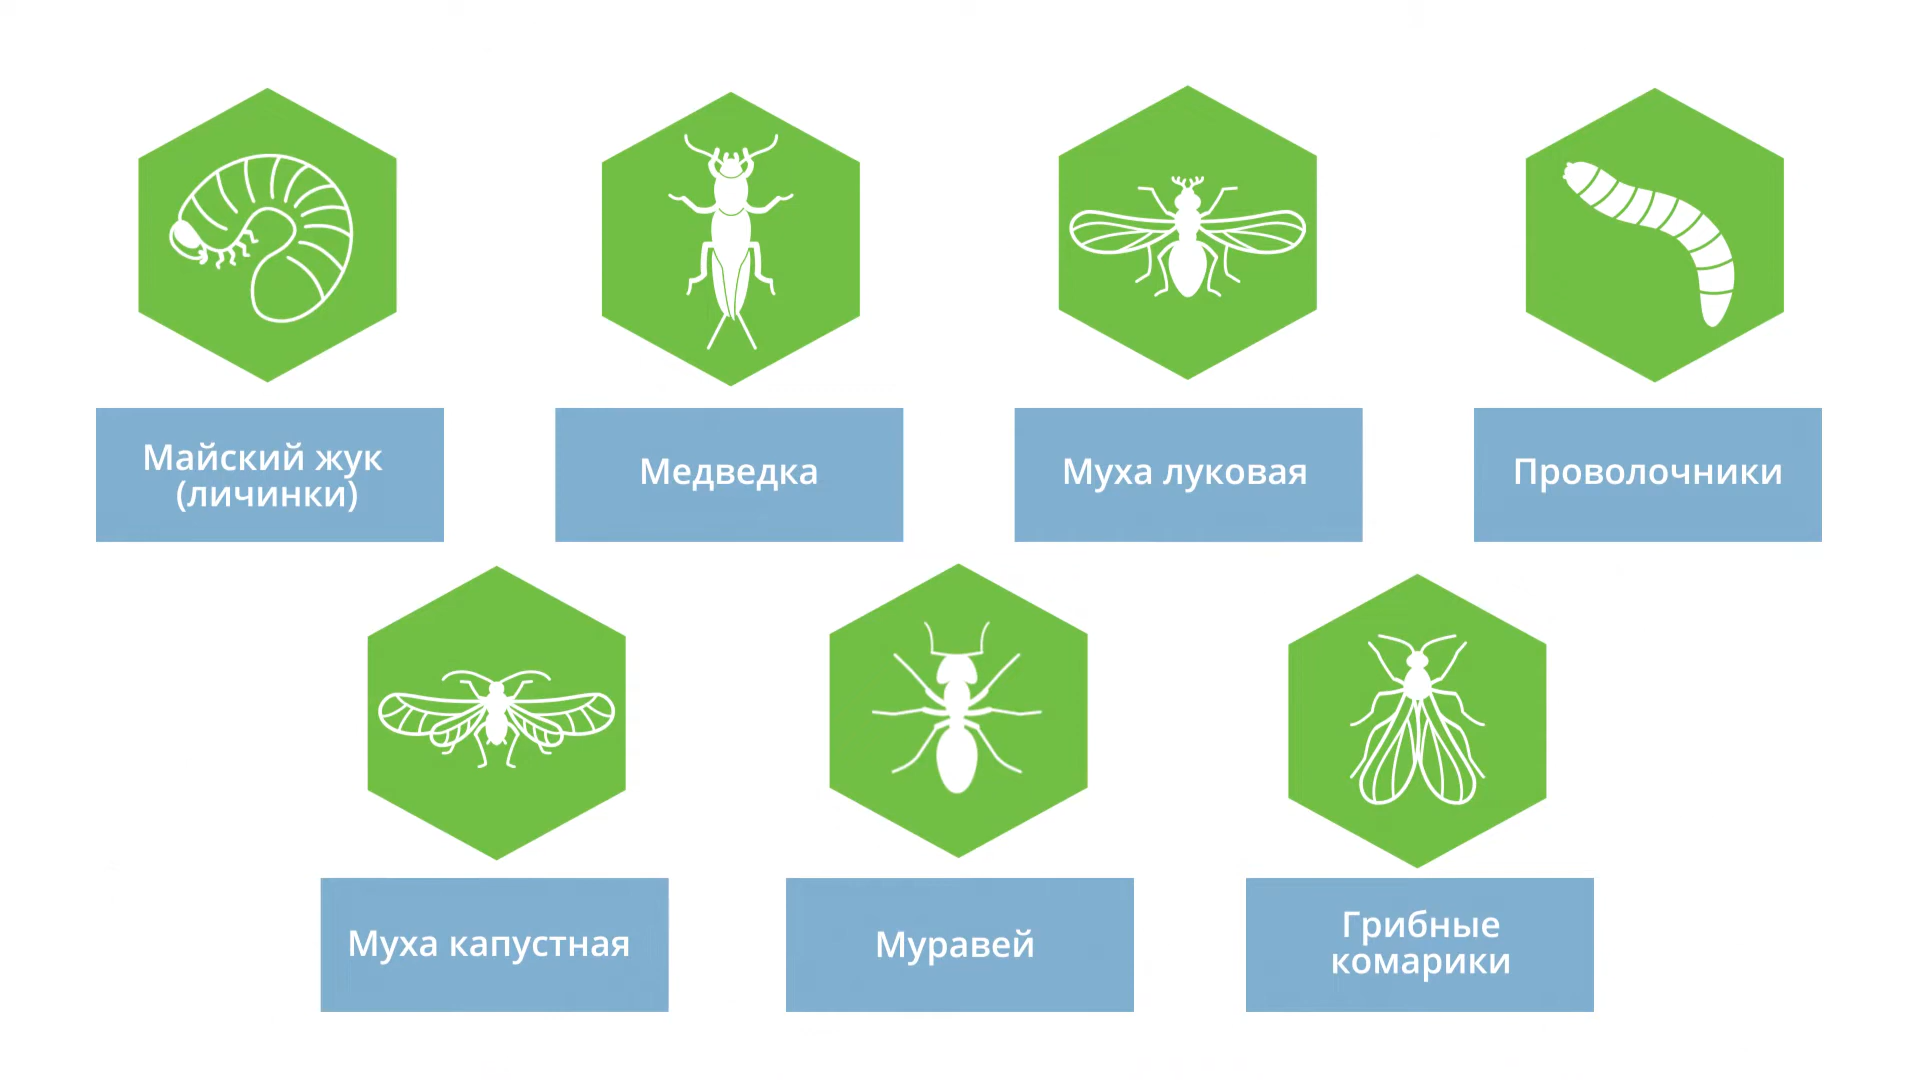 Майский жук
(личинки)
Медведка
Муха луковая
Проволочники
Муха капустная
Муравей
Грибные
комарики